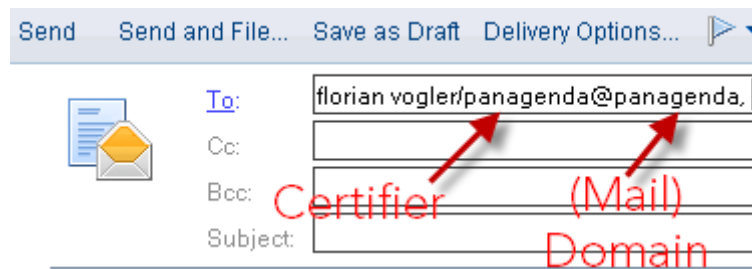 Send Send and File... Save as Draft Delivery Options...
To: florian vogler/panagenda@panagenda,
Cc:
Bcc:
Certifier (Mail)
Subject:
Domain